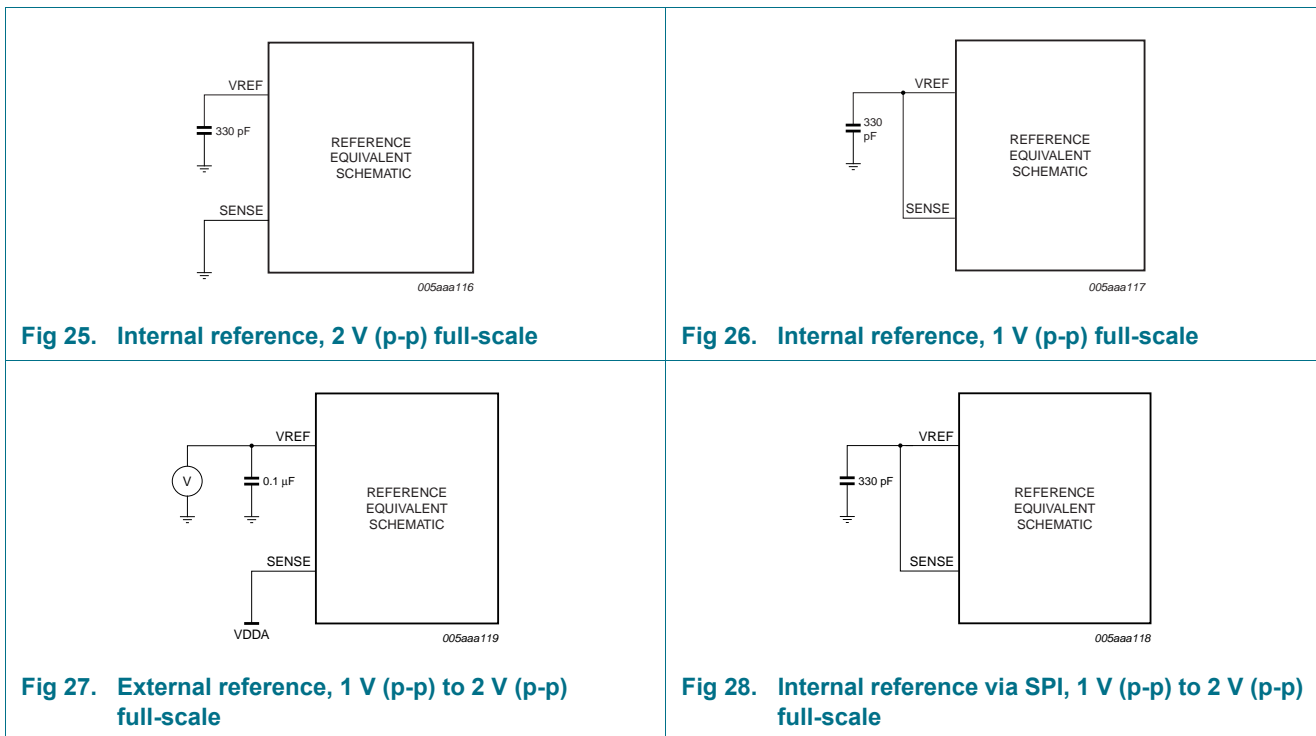 VREF
330 pF
REFERENCE
EQUIVALENT
SCHEMATIC
SENSE
005aaa116
Fig 25. Internal reference, 2 V (p-p) full-scale
VREF
330
pF
REFERENCE
EQUIVALENT
SCHEMATIC
SENSE
005aaa117
Fig 26. Internal reference, 1 V (p-p) full-scale
VREF
V
0.1 μF
REFERENCE
EQUIVALENT
SCHEMATIC
SENSE
VDDA
005aaa119
Fig 27. External reference, 1 V (p-p) to 2 V (p-p)
full-scale
VREF
330 pF
REFERENCE
EQUIVALENT
SCHEMATIC
SENSE
005aaa118
Fig 28. Internal reference via SPI, 1 V (p-p) to 2 V (p-p)
full-scale